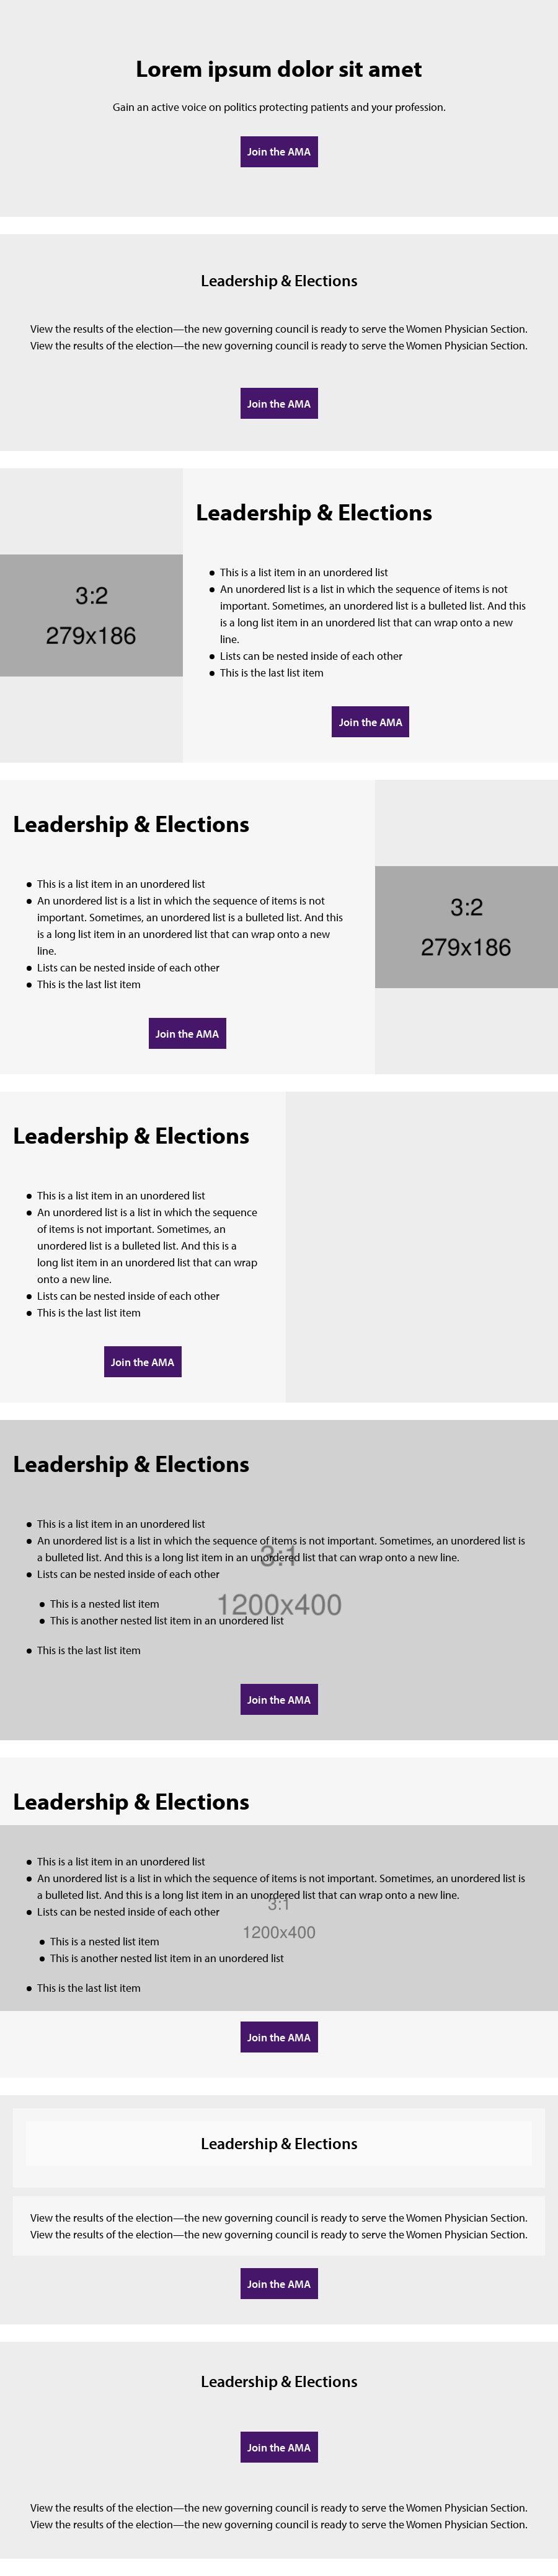 Lorem ipsum dolor sit amet
Gain an active voice on politics protecting patients and your profession.
Join the AMA
Leadership & Elections
View the results of the election—the new governing council is ready to serve the Women Physician Section.
View the results of the election—the new governing council is ready to serve the Women Physician Section.
Join the AMA
3:2
279x186
Leadership & Elections
This is a list item in an unordered list
An unordered list is a list in which the sequence of items is not
important. Sometimes, an unordered list is a bulleted list. And this
is a long list item in an unordered list that can wrap onto a new
line.
Lists can be nested inside of each other
This is the last list item
Join the AMA
Leadership & Elections
This is a list item in an unordered list
An unordered list is a list in which the sequence of items is not
important. Sometimes, an unordered list is a bulleted list. And this
is a long list item in an unordered list that can wrap onto a new
line.
Lists can be nested inside of each other
This is the last list item
Join the AMA
3:2
279x186
Leadership & Elections
This is a list item in an unordered list
An unordered list is a list in which the sequence
of items is not important. Sometimes, an
unordered list is a bulleted list. And this is a
long list item in an unordered list that can wrap
onto a new line.
Lists can be nested inside of each other
This is the last list item
Join the AMA
Leadership & Elections
This is a list item in an unordered list
An unordered list is a list in which the sequence of items is not important. Sometimes, an unordered list is
a bulleted list. And this is a long list item in an unordered list that can wrap onto a new line.
3:1
Lists can be nested inside of each other
This is a nested list item
1200x400
This is another nested list item in an unordered list
This is the last list item
Join the AMA
Leadership & Elections
This is a list item in an unordered list
An unordered list is a list in which the sequence of items is not important. Sometimes, an unordered list is
a bulleted list. And this is a long list item in an unordered list that can wrap onto a new line.
3:1
Lists can be nested inside of each other
1200x400
This is a nested list item
This is another nested list item in an unordered list
This is the last list item
Join the AMA
Leadership & Elections
View the results of the election—the new governing council is ready to serve the Women Physician Section.
View the results of the election—the new governing council is ready to serve the Women Physician Section.
Join the AMA
Leadership & Elections
Join the AMA
View the results of the election—the new governing council is ready to serve the Women Physician Section.
View the results of the election—the new governing council is ready to serve the Women Physician Section.